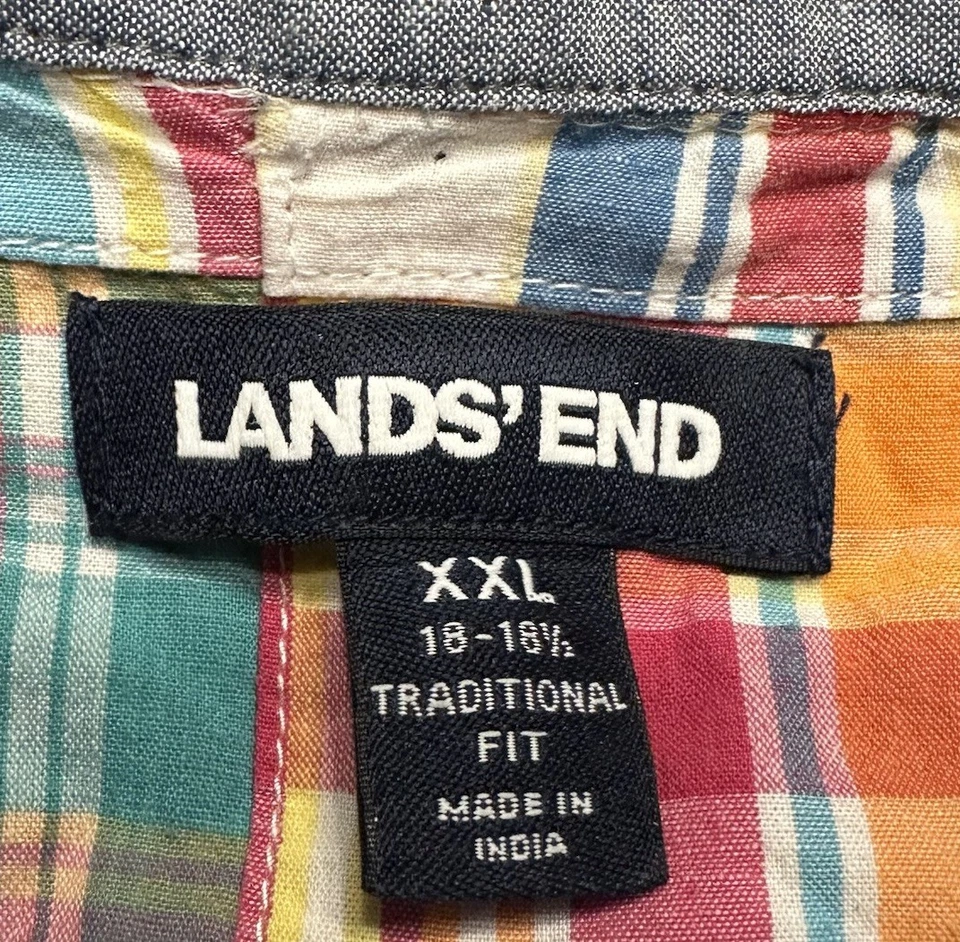 LANDS' END
XXL
18-18½
TRADITIONAL
FIT
MADE IN
INDIA